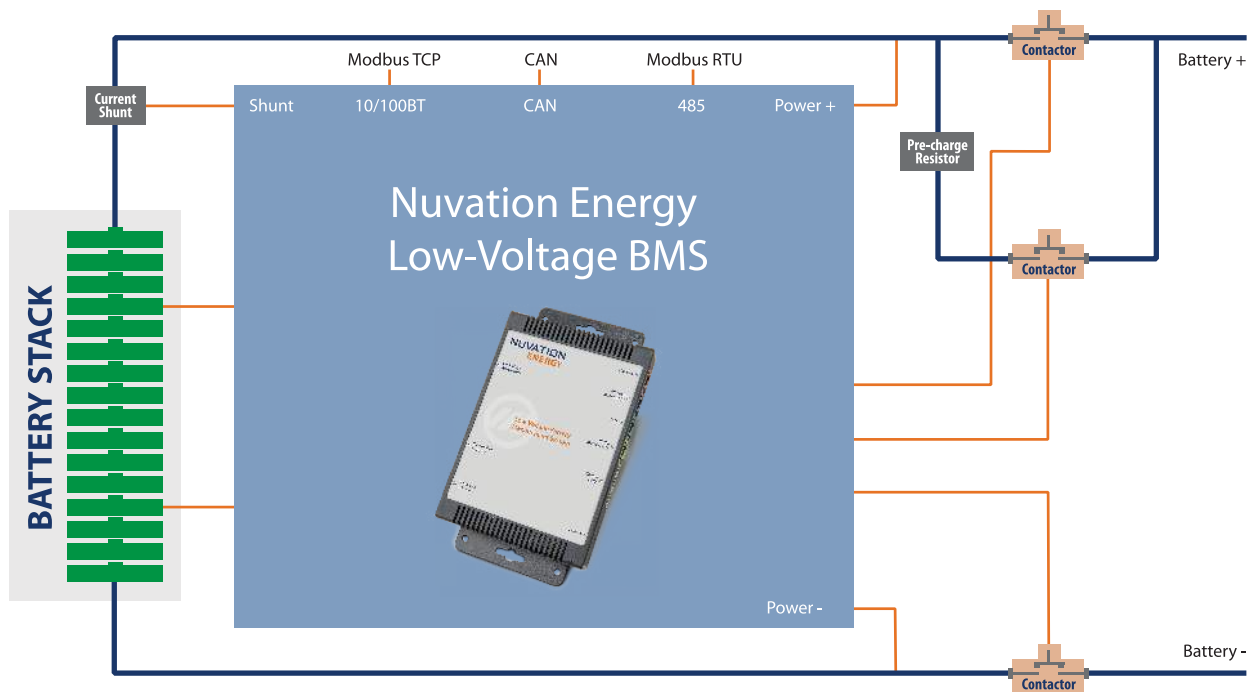 Modbus TCP
CAN
Modbus RTU
Contactor
Battery +
Current
Shunt
Shunt
10/100BT
CAN
485
Power +
Pre-charge
Resistor
Nuvation Energy
Low-Voltage BMS
Contactor
BATTERY STACK
NUVATION
ENERGY
Power -
Battery -
Contactor